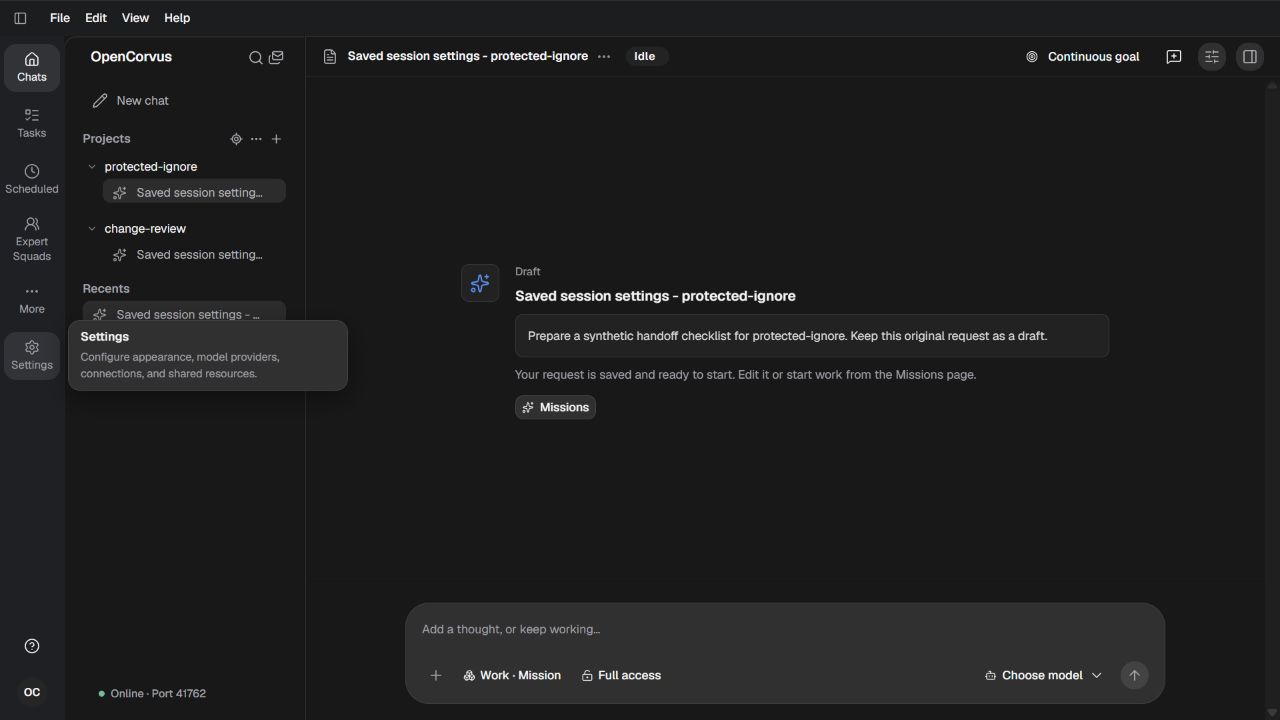 File Edit View Help
OpenCorvus
Chats
Tasks
Scheduled
Expert
Squads
More
Settings
OC
New chat
Projects
protected-ignore
Saved session setting...
change-review
Saved session setting...
Recents
Saved session settings - ...
Settings
Configure appearance, model providers,
connections, and shared resources.
Online · Port 41762
Saved session settings - protected-ignore
Idle
Continuous goal
Draft
Saved session settings - protected-ignore
Prepare a synthetic handoff checklist for protected-ignore. Keep this original request as a draft.
Your request is saved and ready to start. Edit it or start work from the Missions page.
Missions
Add a thought, or keep working...
Work · Mission
Full access
Choose model